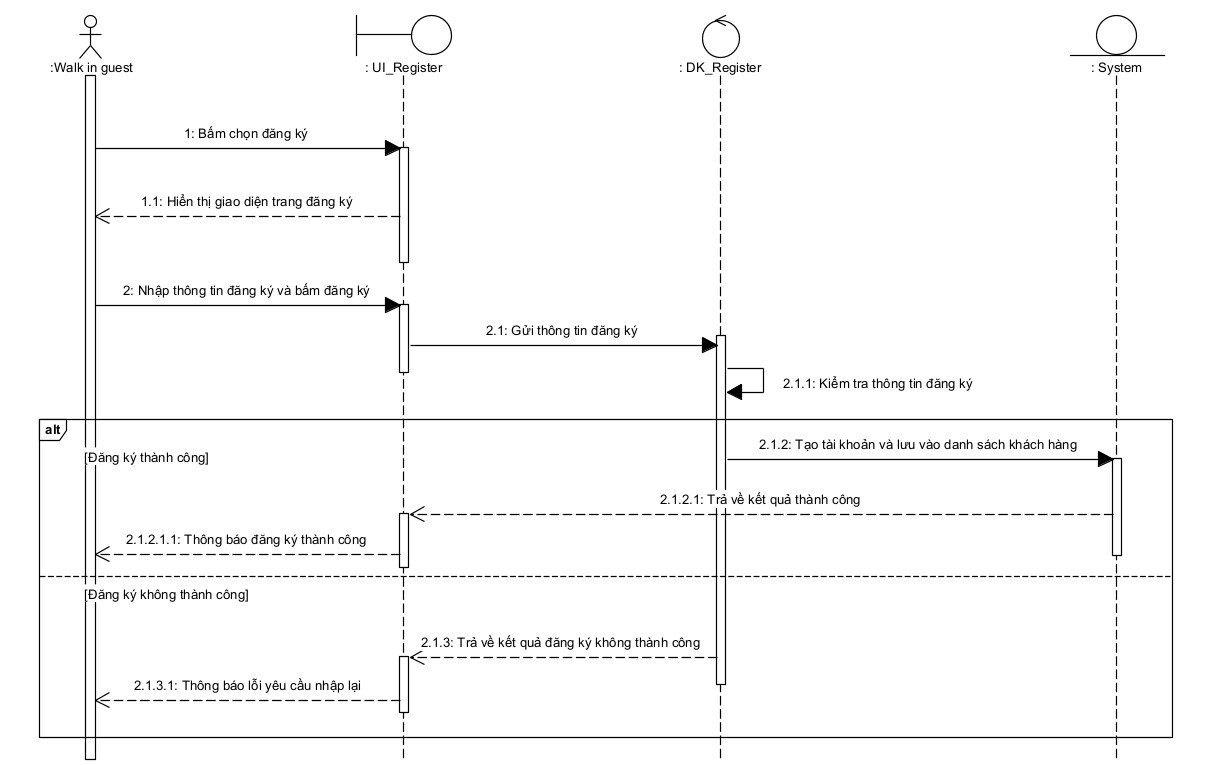 :Walk in guest
: UI_Register
: DK_Register
: System
1: Bấm chọn đăng ký
1.1: Hiển thị giao diện trang đăng ký
2: Nhập thông tin đăng ký và bấm đăng ký
2.1: Gửi thông tin đăng ký
2.1.1: Kiểm tra thông tin đăng ký
alt
2.1.2: Tạo tài khoản và lưu vào danh sách khách hàng
[Đăng ký thành công]
2.1.2.1: Trả về kết quả thành công
2.1.2.1.1: Thông báo đăng ký thành công
[Đăng ký không thành công]
2.1.3: Trả về kết quả đăng ký không thành công
2.1.3.1: Thông báo lỗi yêu cầu nhập lại